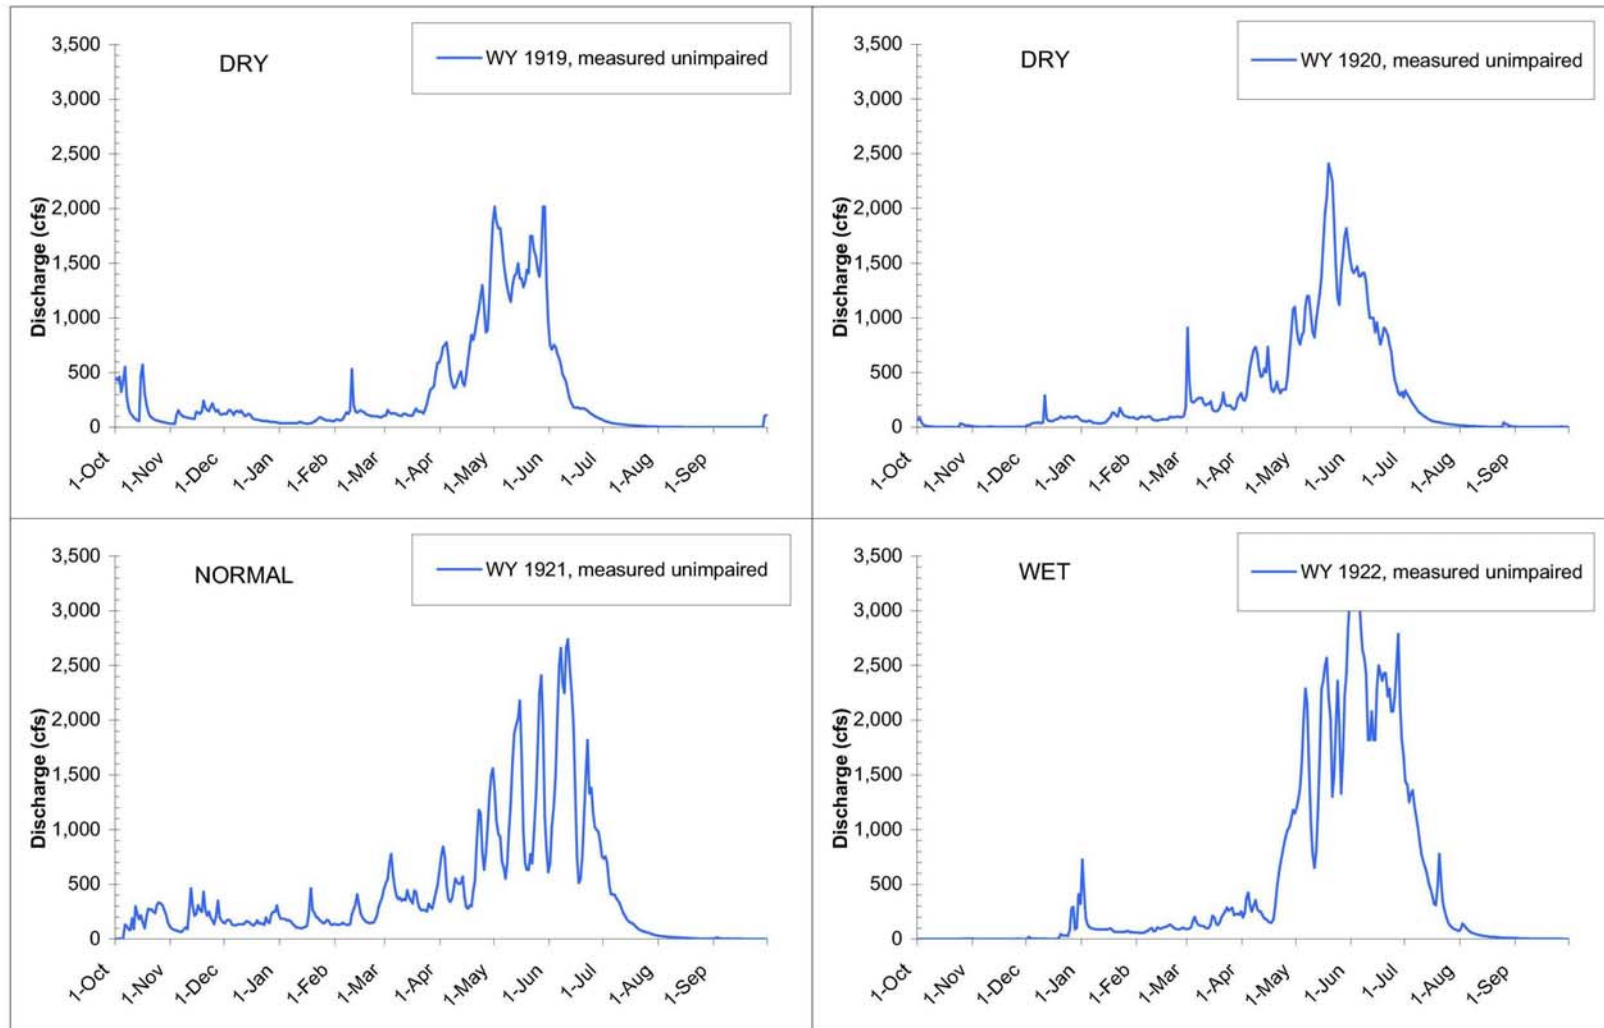 DRY
WY 1919, measured unimpaired
3,500
3,000
2,500
2,000
1,500
1,000
500
0
Discharge (cfs)
1-Oct
1-Nov
1-Dec
1-Jan
1-Feb
1-Mar
1-Apr
1-May
1-Jun
1-Jul
1-Aug
1-Sep
DRY
WY 1920, measured unimpaired
3,500
3,000
2,500
2,000
1,500
1,000
500
0
Discharge (cfs)
1-Oct
1-Nov
1-Dec
1-Jan
1-Feb
1-Mar
1-Apr
1-May
1-Jun
1-Jul
1-Aug
1-Sep
NORMAL
WY 1921, measured unimpaired
3,500
3,000
2,500
2,000
1,500
1,000
500
0
Discharge (cfs)
1-Oct
1-Nov
1-Dec
1-Jan
1-Feb
1-Mar
1-Apr
1-May
1-Jun
1-Jul
1-Aug
1-Sep
WET
WY 1922, measured unimpaired
3,500
3,000
2,500
2,000
1,500
1,000
500
0
Discharge (cfs)
1-Oct
1-Nov
1-Dec
1-Jan
1-Feb
1-Mar
1-Apr
1-May
1-Jun
1-Jul
1-Aug
1-Sep